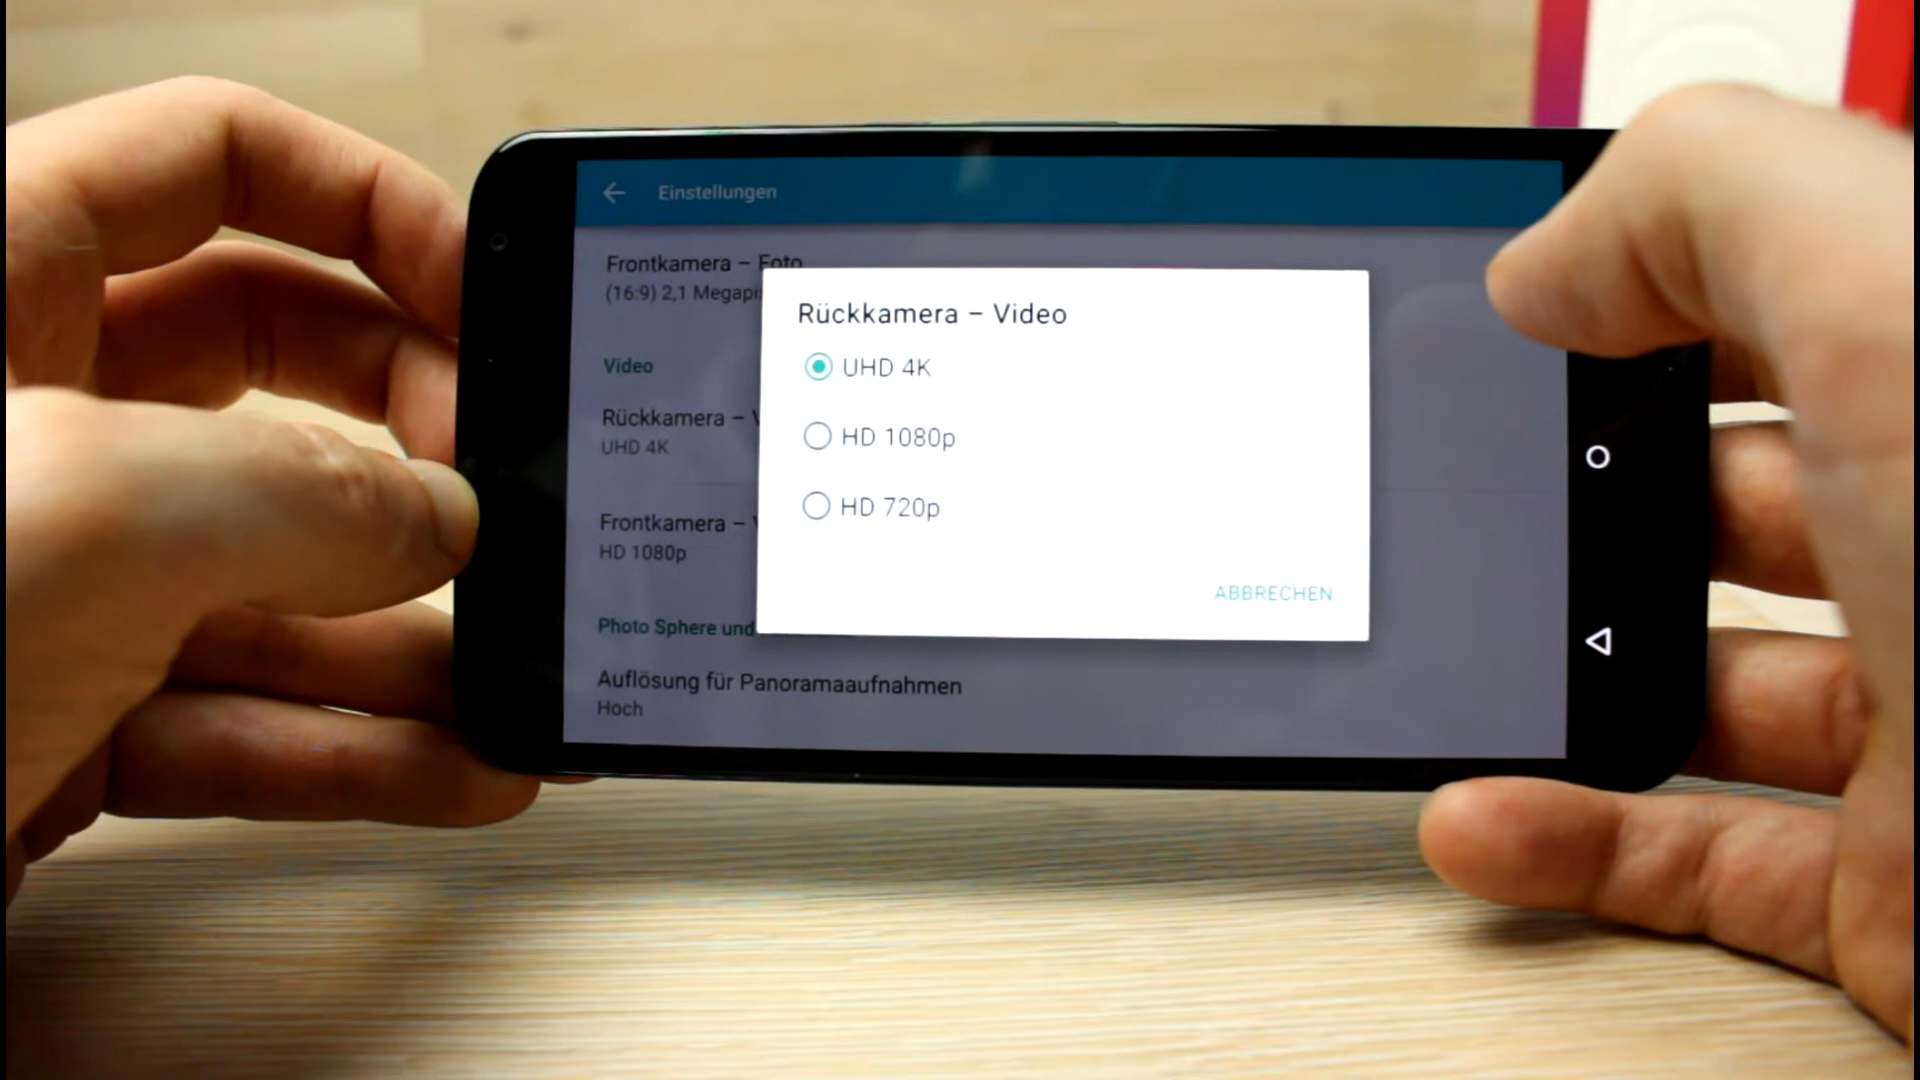 Einstellungen
Frontkamera – Foto
(16:9) 2,1
Video
Rückkamera –
UHD 4K
Frontkamera –
HD 1080p
Photo Sphere und
Auflösung für Panoramaaufnahmen
Hoch
Rückkamera – Video
UHD 4K
HD 1080p
HD 720p
ABBRECHEN